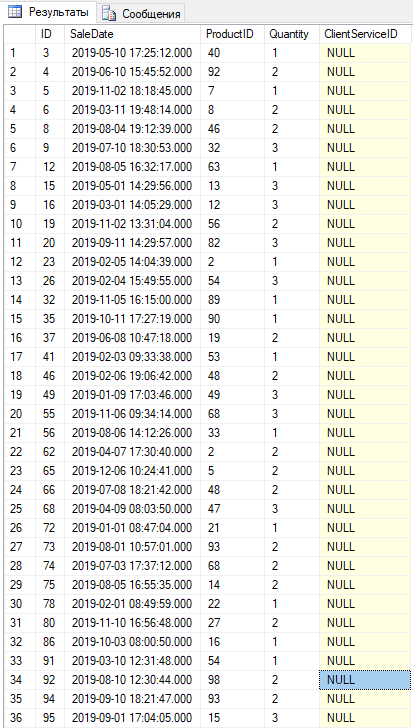 Результаты Сообщения
ID SaleDate ProductID Quantity ClientServiceID
1 3 2019-05-10 17:25:12.000 40 1 NULL
2 4 2019-06-10 15:45:52.000 92 2 NULL
3 5 2019-11-02 18:18:45.000 7 1 NULL
4 6 2019-03-11 19:48:14.000 8 2 NULL
5 8 2019-08-04 19:12:39.000 46 2 NULL
6 9 2019-07-10 18:30:53.000 32 3 NULL
7 12 2019-08-05 16:32:17.000 63 1 NULL
8 15 2019-05-01 14:29:56.000 13 3 NULL
9 16 2019-03-01 14:05:29.000 12 3 NULL
10 19 2019-11-02 13:31:04.000 56 2 NULL
11 20 2019-09-11 14:29:57.000 82 3 NULL
12 23 2019-02-05 14:04:39.000 2 1 NULL
13 26 2019-02-04 15:49:55.000 54 3 NULL
14 32 2019-11-05 16:15:00.000 89 1 NULL
15 35 2019-10-11 17:27:19.000 90 1 NULL
16 37 2019-06-08 10:47:18.000 19 2 NULL
17 41 2019-02-03 09:33:38.000 53 1 NULL
18 46 2019-02-06 19:06:42.000 48 2 NULL
19 49 2019-01-09 17:03:46.000 49 3 NULL
20 55 2019-11-06 09:34:14.000 68 3 NULL
21 56 2019-08-06 14:12:26.000 33 1 NULL
22 62 2019-04-07 17:30:40.000 2 2 NULL
23 65 2019-12-06 10:24:41.000 5 2 NULL
24 66 2019-07-08 18:21:42.000 48 2 NULL
25 68 2019-04-09 08:03:50.000 47 3 NULL
26 72 2019-01-01 08:47:04.000 21 1 NULL
27 73 2019-08-01 10:57:01.000 93 2 NULL
28 74 2019-07-03 17:37:12.000 68 2 NULL
29 75 2019-08-05 16:55:35.000 14 2 NULL
30 78 2019-02-01 08:49:59.000 22 1 NULL
31 80 2019-11-10 16:56:48.000 27 2 NULL
32 86 2019-10-03 08:00:50.000 16 1 NULL
33 91 2019-03-10 12:31:48.000 54 1 NULL
34 92 2019-08-10 12:30:44.000 98 2 NULL
35 94 2019-09-10 18:21:47.000 93 2 NULL
36 95 2019-09-01 17:04:05.000 15 3 NULL